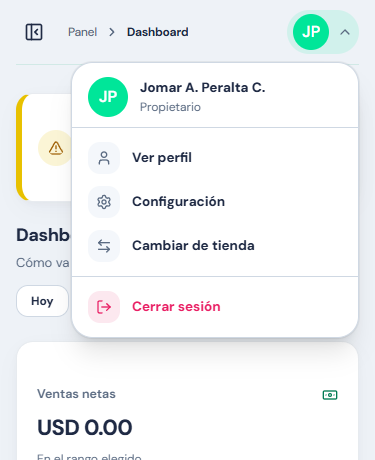 Panel > Dashboard
JP
JP
Jomar A. Peralta C.
Propietario
Ver perfil
Configuración
Cambiar de tienda
Cerrar sesión
Dashb
Cómo va
Hoy
Ventas netas
USD 0.00
En el rango elegido